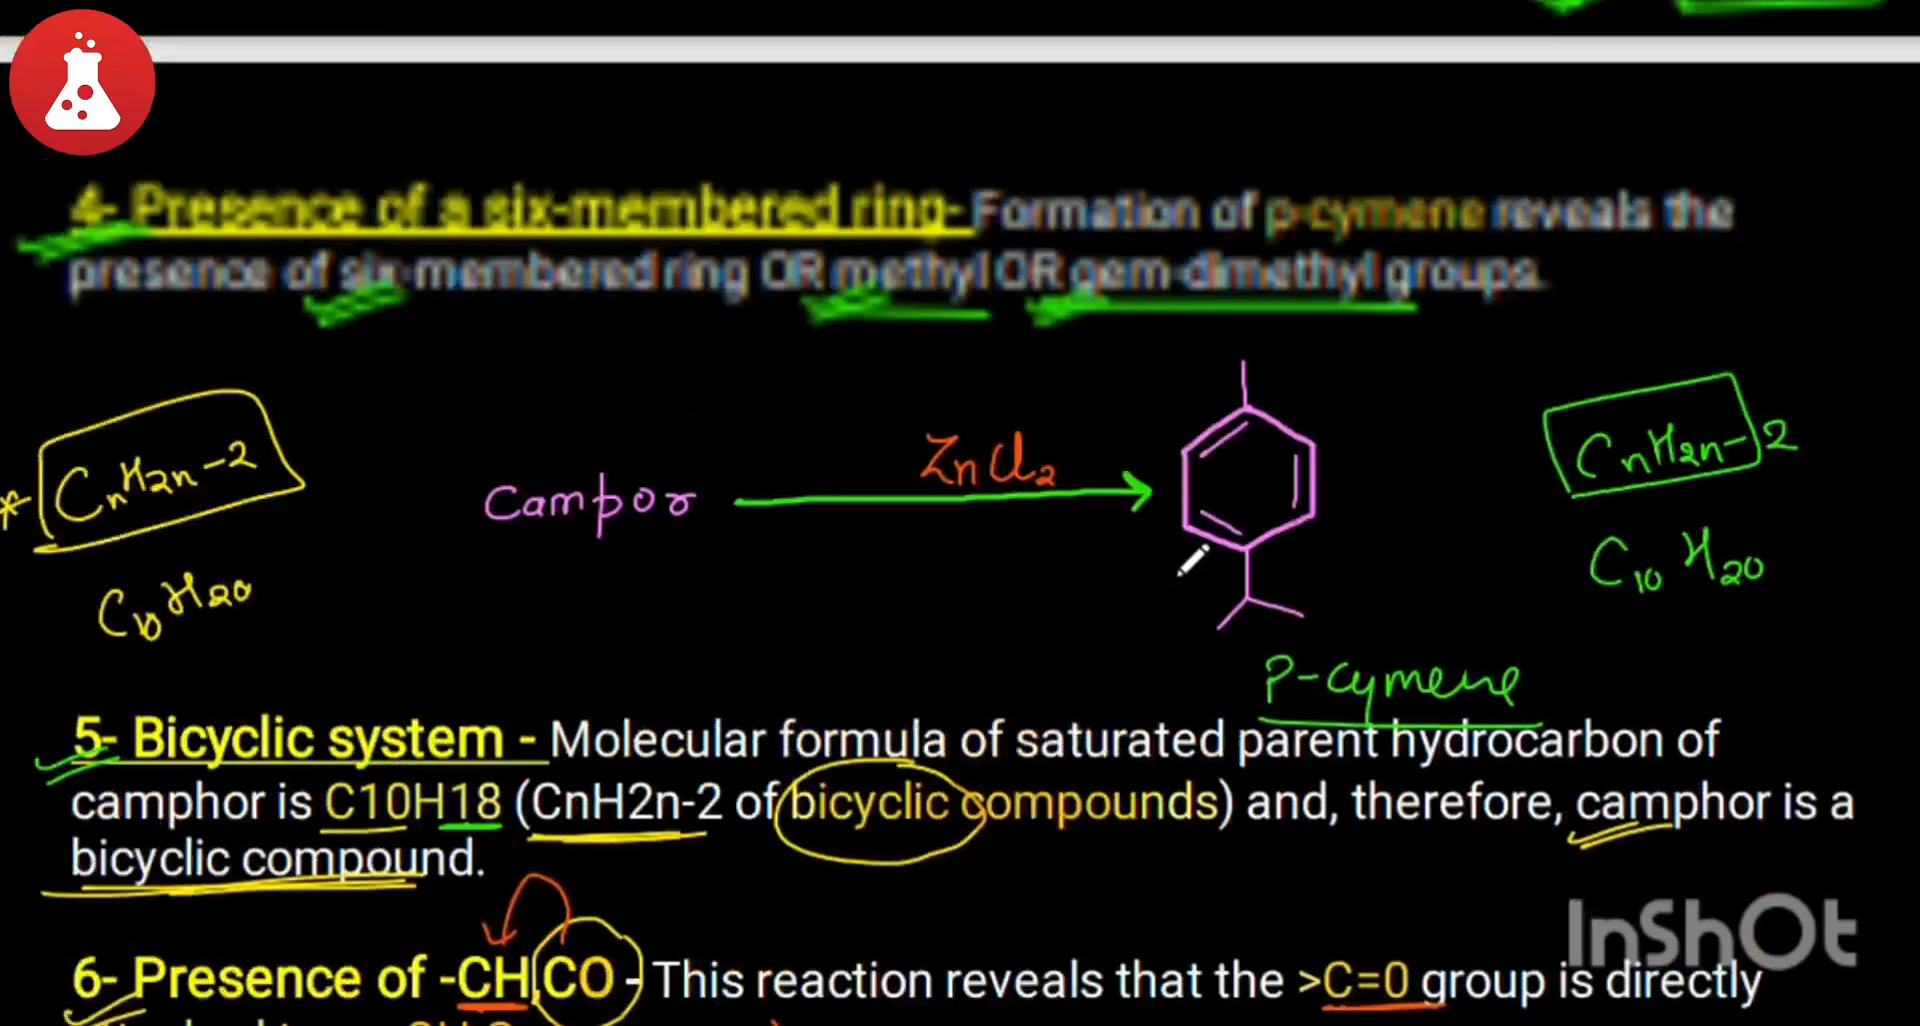 4- Presence of a six-membered ring- Formation of p-cymene reveals the
presence of six-membered ring OR methyl OR gem-dimethyl groups.
* CnH2n-2
C10H20
Campor
ZnCl2
CnH2n-2
C10H20
P-cymene
5- Bicyclic system - Molecular formula of saturated parent hydrocarbon of
camphor is C10H18 (CnH2n-2 of bicyclic compounds) and, therefore, camphor is a
bicyclic compound.
InShOt
6- Presence of -CH2CO - This reaction reveals that the >C=0 group is directly